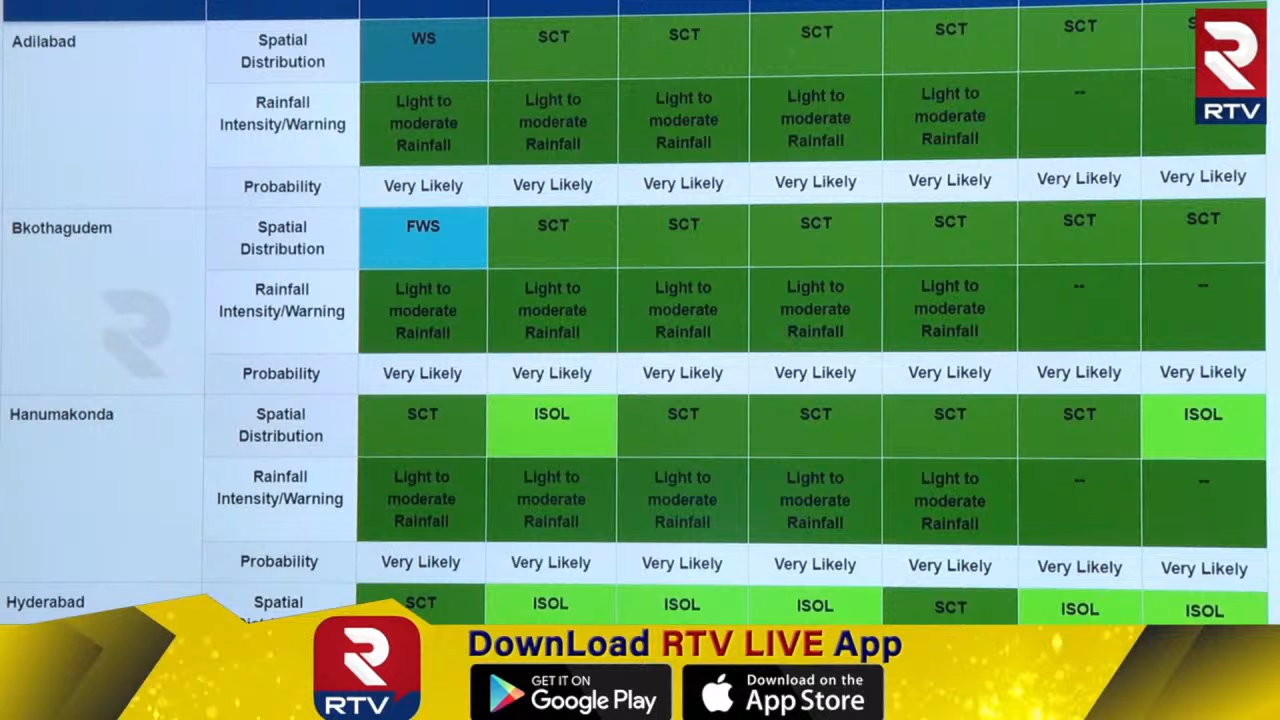 Adilabad
Spatial
Distribution
WS SCT SCT SCT SCT SCT
Rainfall
Intensity/Warning
Light to Light to Light to Light to Light to --
moderate moderate moderate moderate moderate
Rainfall Rainfall Rainfall Rainfall Rainfall
Probability Very Likely Very Likely Very Likely Very Likely Very Likely Very Likely Very Likely
Bkothagudem
Spatial
Distribution
FWS SCT SCT SCT SCT SCT SCT
Rainfall
Intensity/Warning
Light to Light to Light to Light to Light to -- --
moderate moderate moderate moderate moderate
Rainfall Rainfall Rainfall Rainfall Rainfall
Probability Very Likely Very Likely Very Likely Very Likely Very Likely Very Likely Very Likely
Hanumakonda
Spatial
Distribution
SCT ISOL SCT SCT SCT SCT ISOL
Rainfall
Intensity/Warning
Light to Light to Light to Light to Light to -- --
moderate moderate moderate moderate moderate
Rainfall Rainfall Rainfall Rainfall Rainfall
Probability Very Likely Very Likely Very Likely Very Likely Very Likely Very Likely Very Likely
Hyderabad
Spatial
SCT ISOL ISOL ISOL SCT ISOL ISOL
RTV
DownLoad RTV LIVE App
RTV
GET IT ON
Google Play
Download on the
App Store